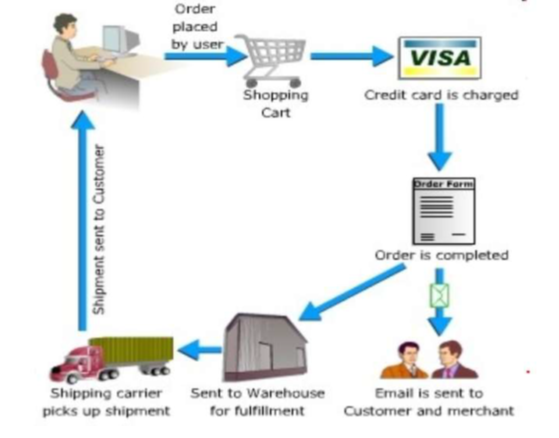 Order
placed
by user
Shopping
Cart
VISA
Credit card is charged
Order Form
Order is completed
Shipment sent to Customer
Shipping carrier
picks up shipment
Sent to Warehouse
for fulfillment
Email is sent to
Customer and merchant